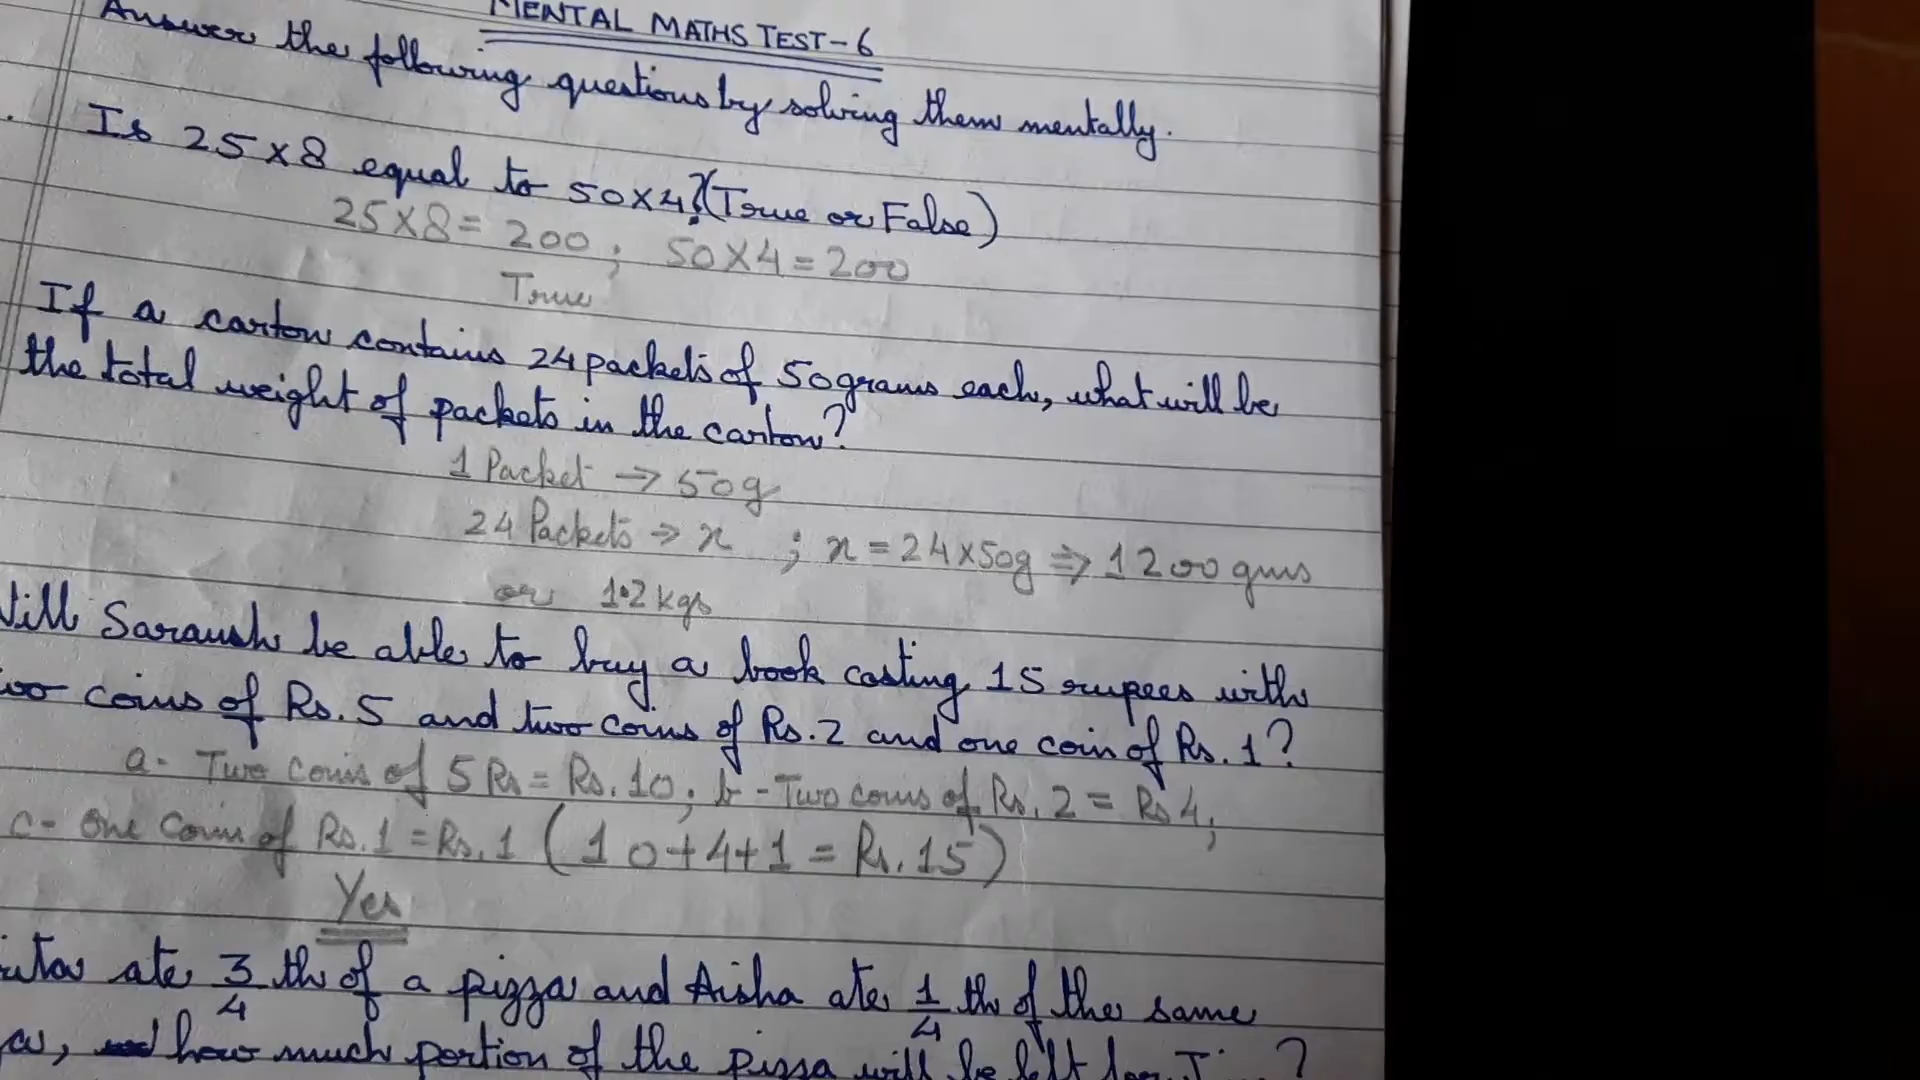 MENTAL MATHS TEST-6
Answer the following questions by solving them mentally.
Is 25×8 equal to 50×4? (True or False)
25×8 = 200 ; 50×4 = 200
True
If a carton contains 24 packets of 50grams each, what will be
the total weight of packets in the carton?
1 Packet → 50g
24 Packets → x ; x = 24×50g ⇒ 1200 gms
or 1.2 kgs
Will Saraush be able to buy a book costing 15 rupees with
two coins of Rs. 5 and two coins of Rs. 2 and one coin of Rs. 1?
a- Two coins of 5 Rs = Rs. 10; b- Two coins of Rs. 2 = Rs 4;
c- One Coin of Rs. 1 = Rs. 1 (10+4+1 = Rs. 15)
Yes
ate 3/4 th of a pizza and Aisha ate 1/4 th of the same
how much portion of the pizza will be left for ?